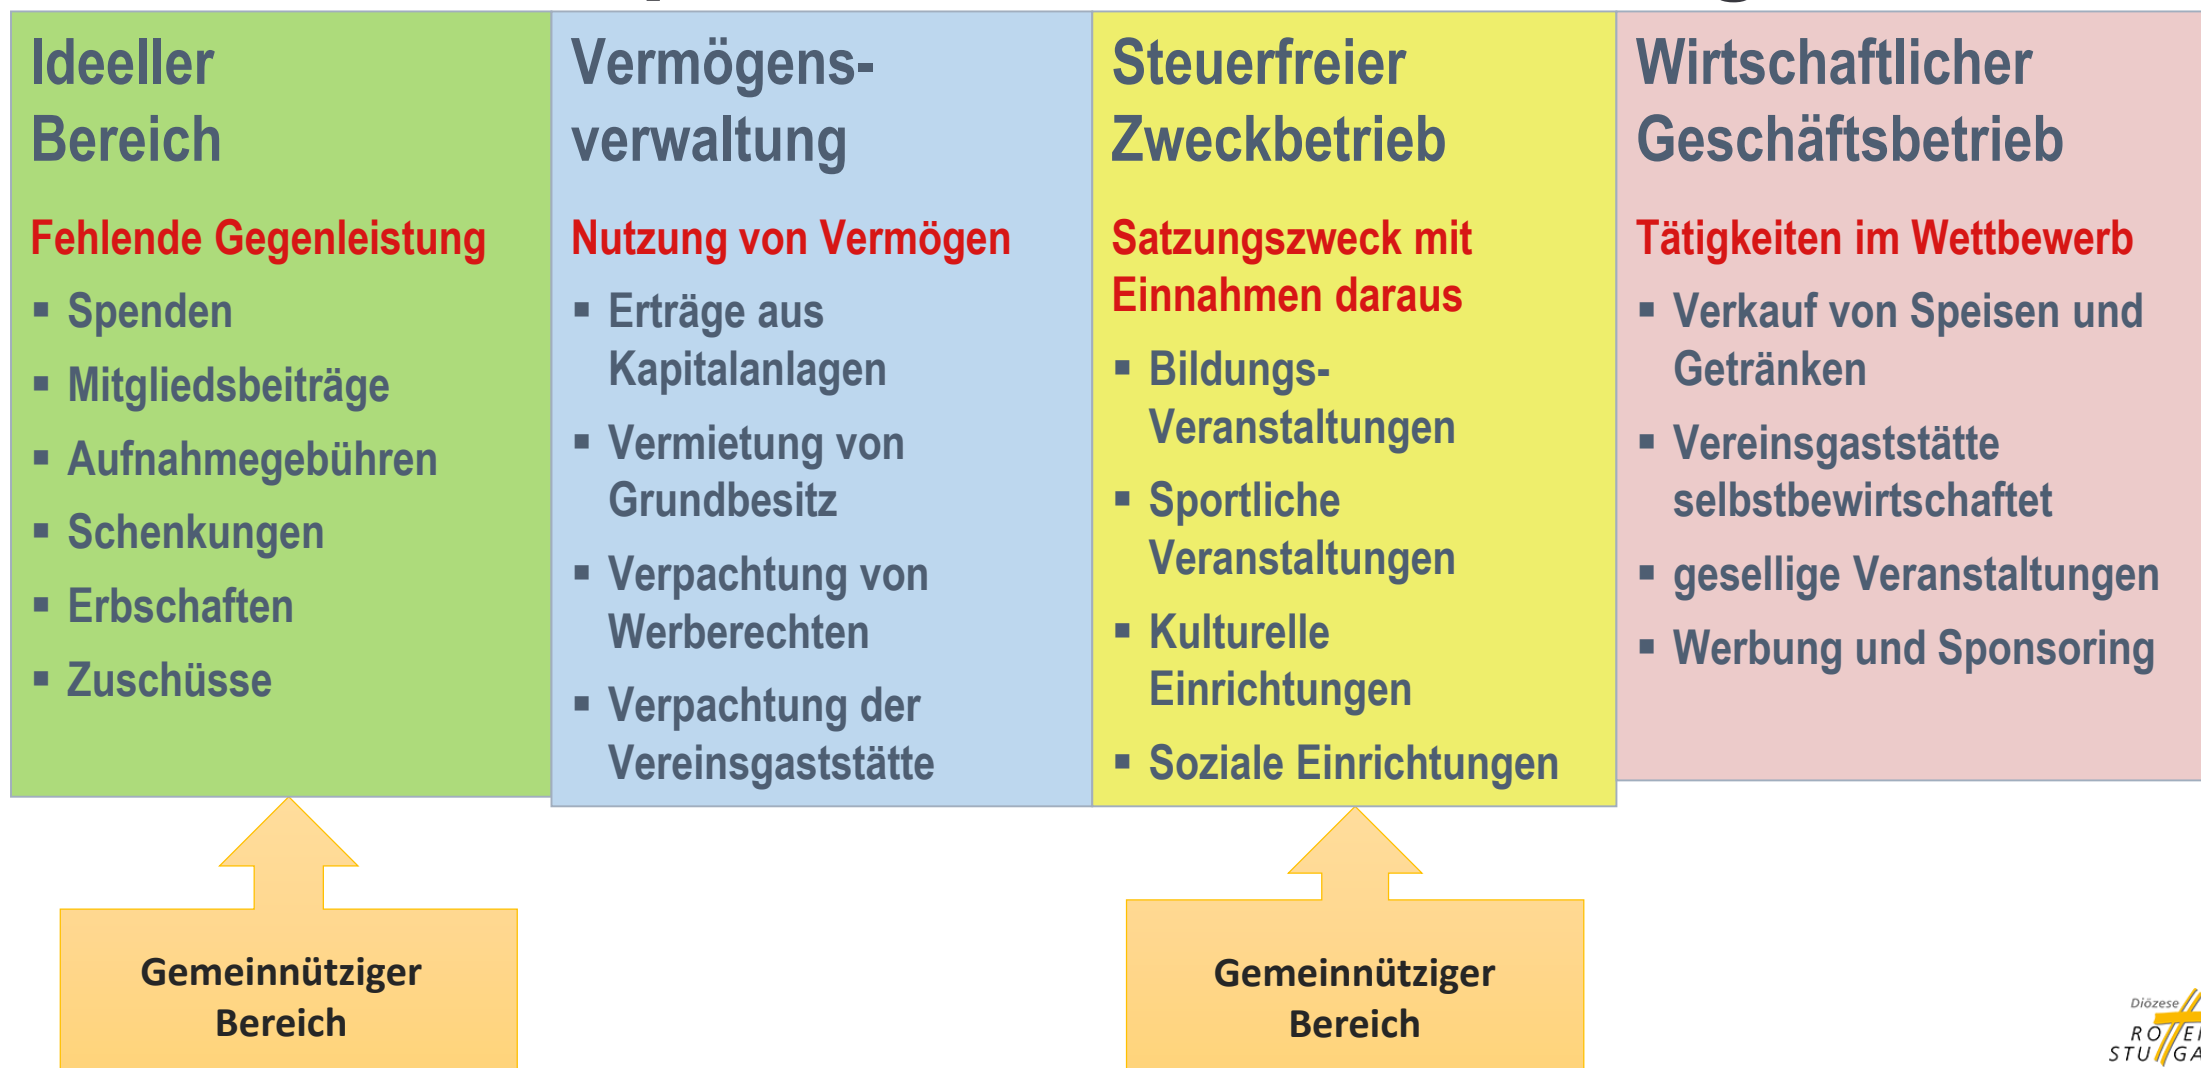 Ideeller
Bereich
Fehlende Gegenleistung
▪ Spenden
▪ Mitgliedsbeiträge
▪ Aufnahmegebühren
▪ Schenkungen
▪ Erbschaften
▪ Zuschüsse
Vermögens-
verwaltung
Nutzung von Vermögen
▪ Erträge aus
Kapitalanlagen
▪ Vermietung von
Grundbesitz
▪ Verpachtung von
Werberechten
▪ Verpachtung der
Vereinsgaststätte
Steuerfreier
Zweckbetrieb
Satzungszweck mit
Einnahmen daraus
▪ Bildungs-
Veranstaltungen
▪ Sportliche
Veranstaltungen
▪ Kulturelle
Einrichtungen
▪ Soziale Einrichtungen
Wirtschaftlicher
Geschäftsbetrieb
Tätigkeiten im Wettbewerb
▪ Verkauf von Speisen und
Getränken
▪ Vereinsgaststätte
selbstbewirtschaftet
▪ gesellige Veranstaltungen
▪ Werbung und Sponsoring
Gemeinnütziger
Bereich
Gemeinnütziger
Bereich
Diözese